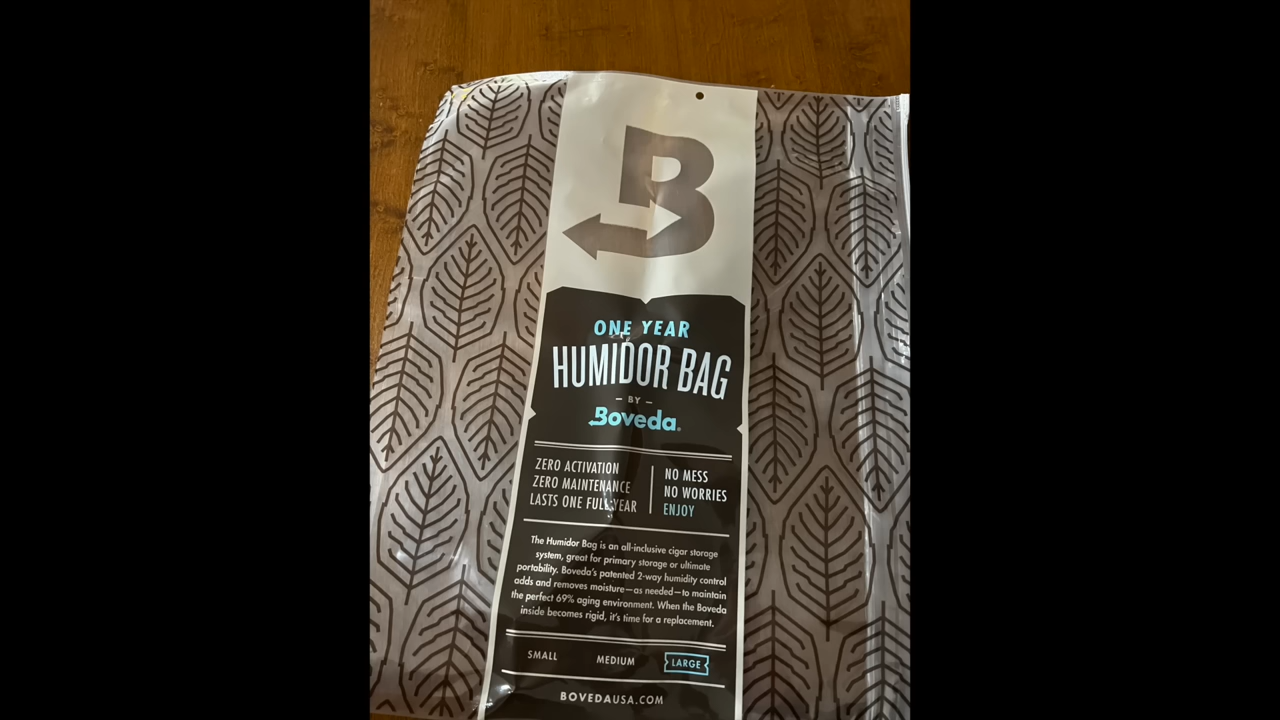 B
ONE YEAR
HUMIDOR BAG
– BY –
Boveda®
ZERO ACTIVATION
ZERO MAINTENANCE
LASTS ONE FULL YEAR
NO MESS
NO WORRIES
ENJOY
The Humidor Bag is an all-inclusive cigar storage
system, great for primary storage or ultimate
portability. Boveda's patented 2-way humidity control
adds and removes moisture—as needed—to maintain
the perfect 69% aging environment. When the Boveda
inside becomes rigid, it's time for a replacement.
SMALL MEDIUM LARGE
BOVEDAUSA.COM